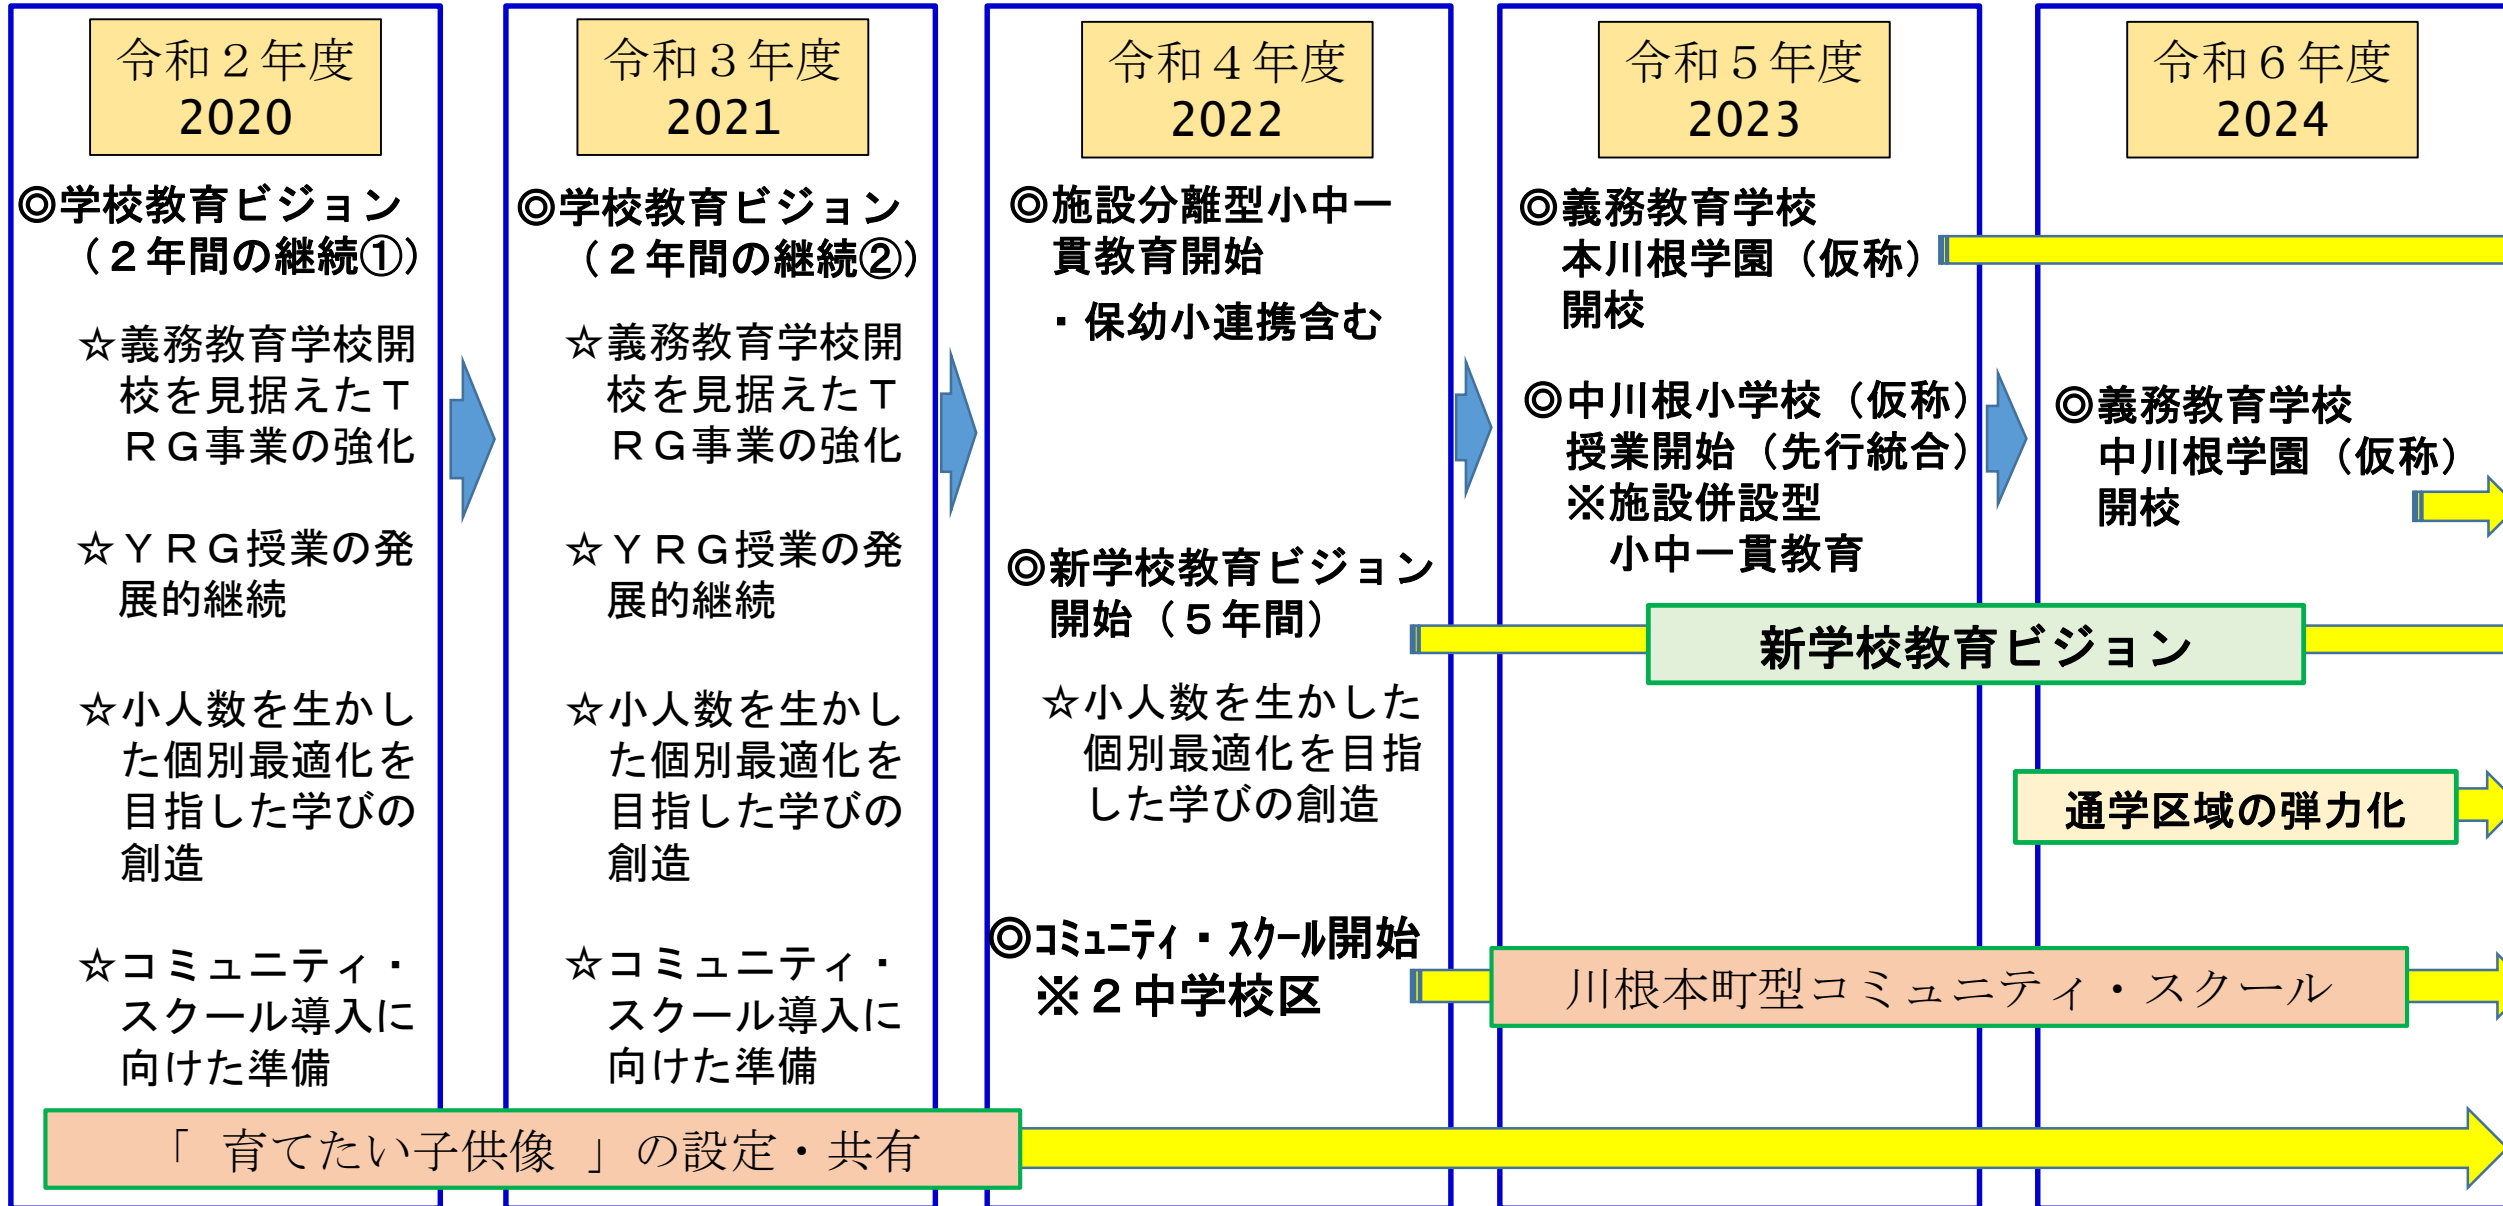 令和２年度
2020
◎学校教育ビジョン
（２年間の継続①）
☆義務教育学校開
校を見据えたＴ
ＲＧ事業の強化
☆ＹＲＧ授業の発
展的継続
☆小人数を生かし
た個別最適化を
目指した学びの
創造
☆コミュニティ・
スクール導入に
向けた準備
令和３年度
2021
◎学校教育ビジョン
（２年間の継続②）
☆義務教育学校開
校を見据えたＴ
ＲＧ事業の強化
☆ＹＲＧ授業の発
展的継続
☆小人数を生かし
た個別最適化を
目指した学びの
創造
☆コミュニティ・
スクール導入に
向けた準備
令和４年度
2022
◎施設分離型小中一
貫教育開始
・保幼小連携含む
◎新学校教育ビジョン
開始（５年間）
☆小人数を生かした
個別最適化を目指
した学びの創造
◎ｺﾐｭﾆﾃｨ・ｽｸｰﾙ開始
※２中学校区
令和５年度
2023
◎義務教育学校
本川根学園（仮称）
開校
◎中川根小学校（仮称）
授業開始（先行統合）
※施設併設型
小中一貫教育
令和６年度
2024
◎義務教育学校
中川根学園（仮称）
開校
新学校教育ビジョン
通学区域の弾力化
川根本町型コミュニティ・スクール
「 育てたい子供像 」の設定・共有